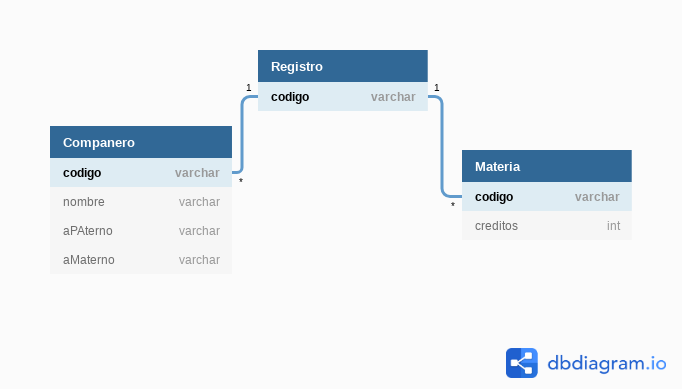 Registro
codigo varchar
1
1
Companero
codigo varchar
nombre varchar
aPAterno varchar
aMaterno varchar
*
Materia
codigo varchar
creditos int
*
dbdiagram.io